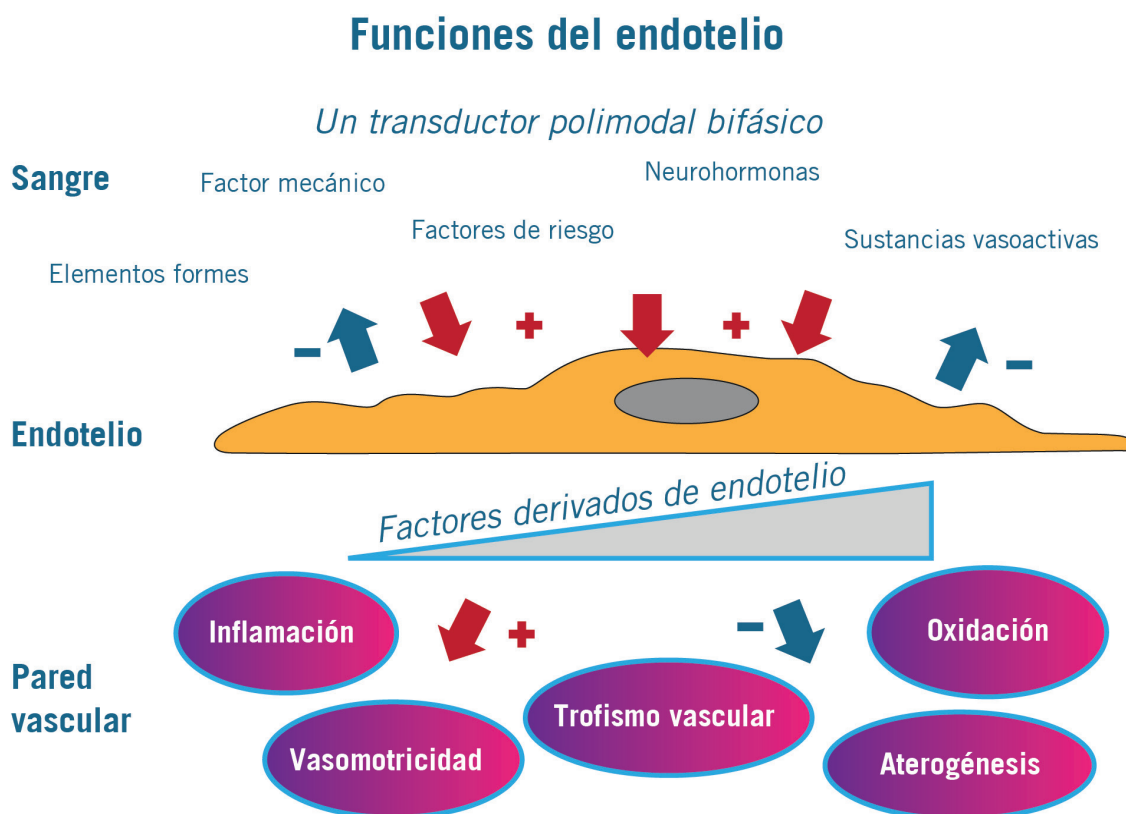 Funciones del endotelio
Un transductor polimodal bifásico
Sangre
Factor mecánico
Neurohormonas
Factores de riesgo
Sustancias vasoactivas
Elementos formes
+
+
−
−
Endotelio
Factores derivados de endotelio
Inflamación
+
−
Oxidación
Pared
vascular
Trofismo vascular
Vasomotricidad
Aterogénesis